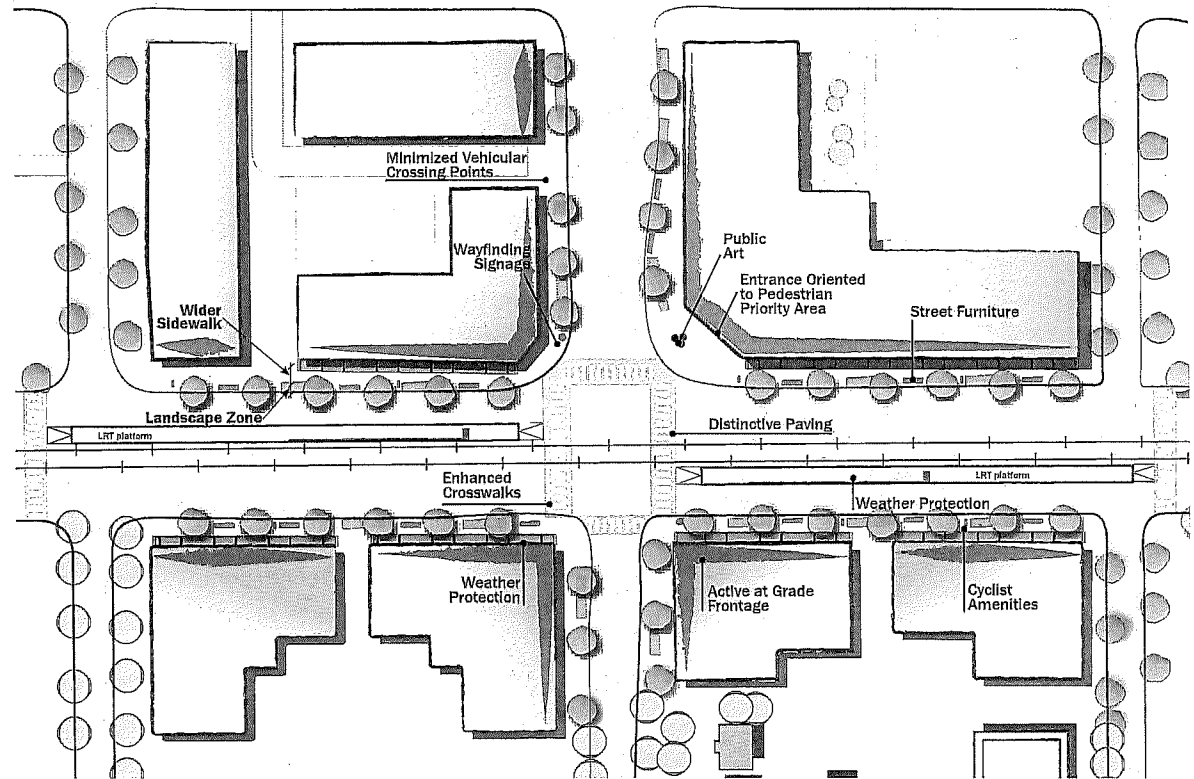 Minimized Vehicular
Crossing Points
Wayfinding
Signage
Public
Art
Entrance Oriented
to Pedestrian
Priority Area
Wider
Sidewalk
Street Furniture
Landscape Zone
Distinctive Paving
LRT platform
Enhanced
Crosswalks
LRT platform
Weather Protection
Weather
Protection
Active at Grade
Frontage
Cyclist
Amenities